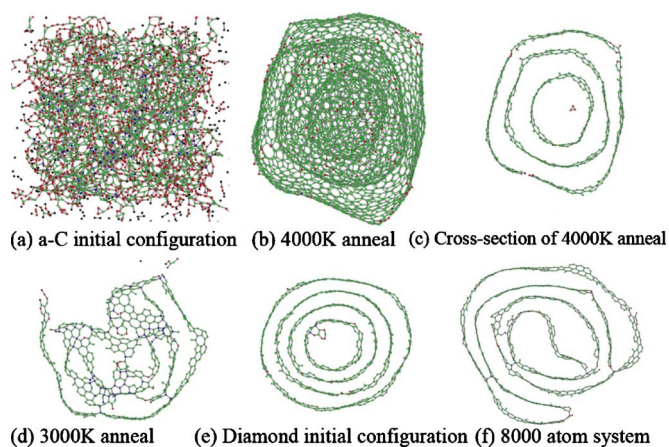 (a) a-C initial configuration
(b) 4000K anneal
(c) Cross-section of 4000K anneal
(d) 3000K anneal
(e) Diamond initial configuration
(f) 8000 atom system